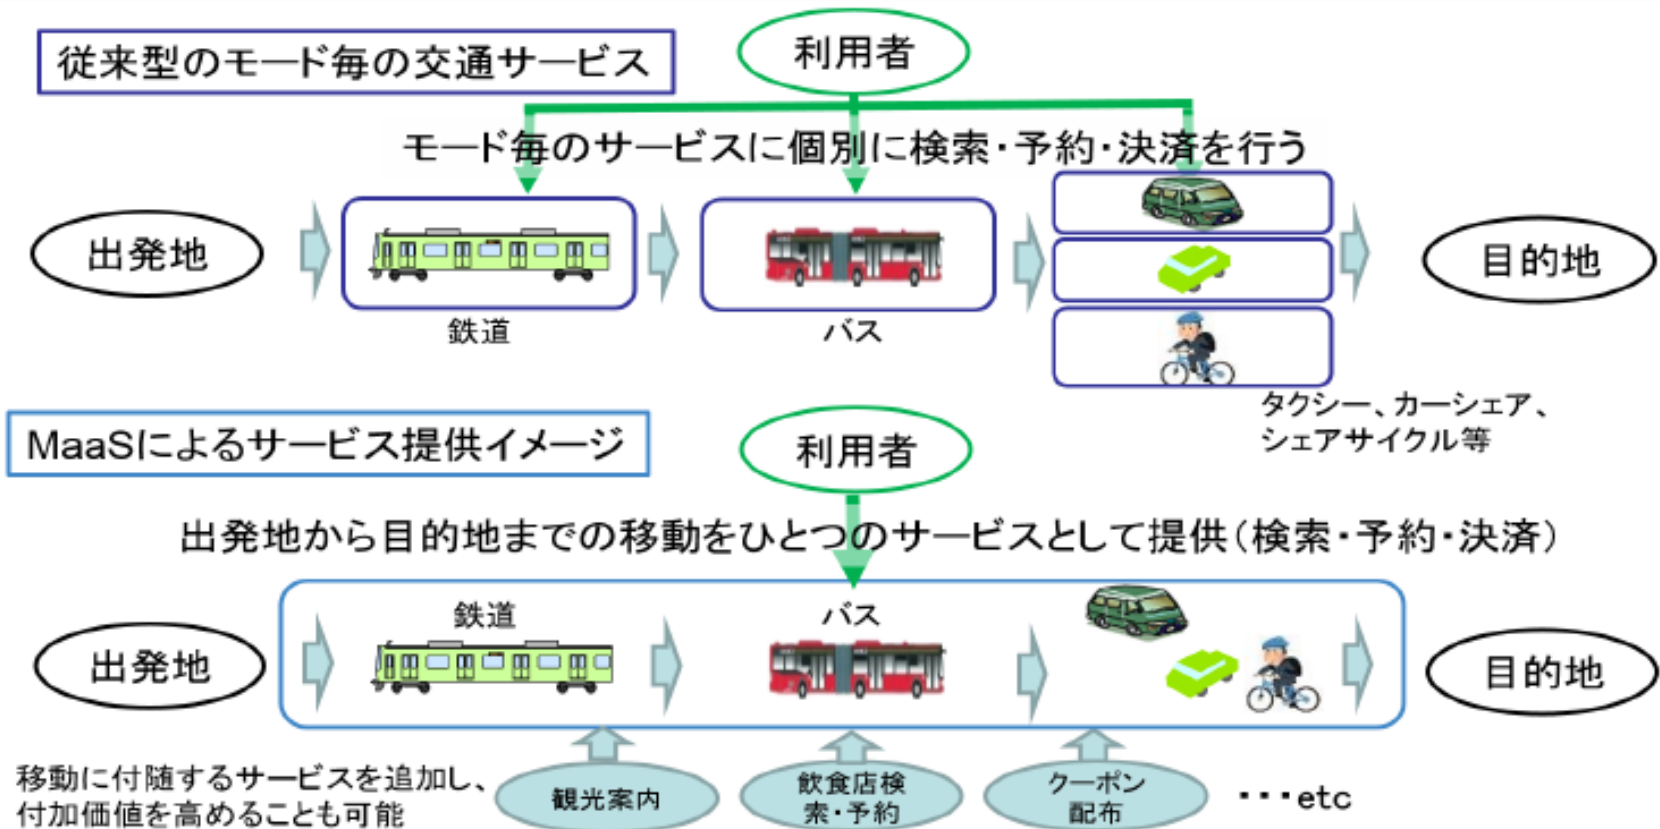 従来型のモード毎の交通サービス
利用者
モード毎のサービスに個別に検索・予約・決済を行う
出発地
目的地
鉄道
バス
タクシー、カーシェア、
シェアサイクル等
MaaSによるサービス提供イメージ
利用者
出発地から目的地までの移動をひとつのサービスとして提供(検索・予約・決済)
鉄道
バス
出発地
目的地
移動に付随するサービスを追加し、
付加価値を高めることも可能
観光案内
飲食店検
索・予約
クーポン
配布
・・・etc